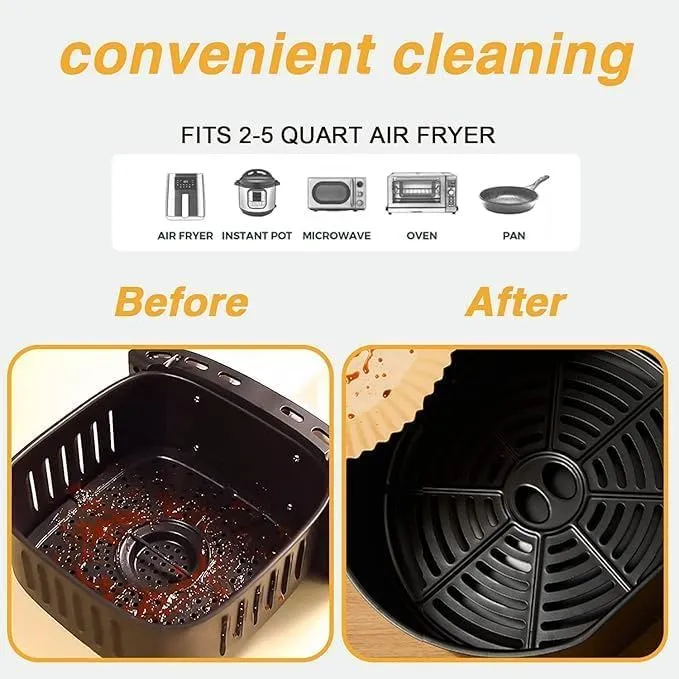 convenient cleaning
FITS 2-5 QUART AIR FRYER
AIR FRYER INSTANT POT MICROWAVE OVEN PAN
Before After